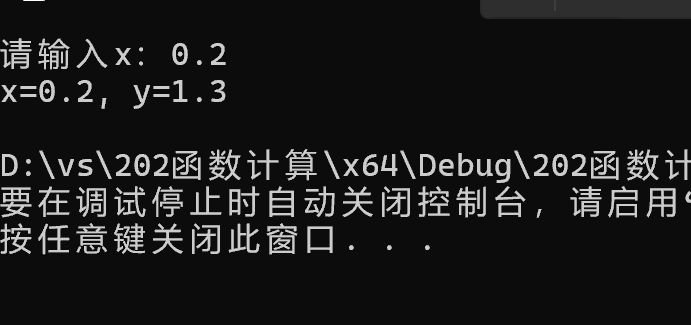 请输入x: 0.2
x=0.2, y=1.3
D:\vs\202函数计算\x64\Debug\202函数计
要在调试停止时自动关闭控制台，请启用“
按任意键关闭此窗口. . .